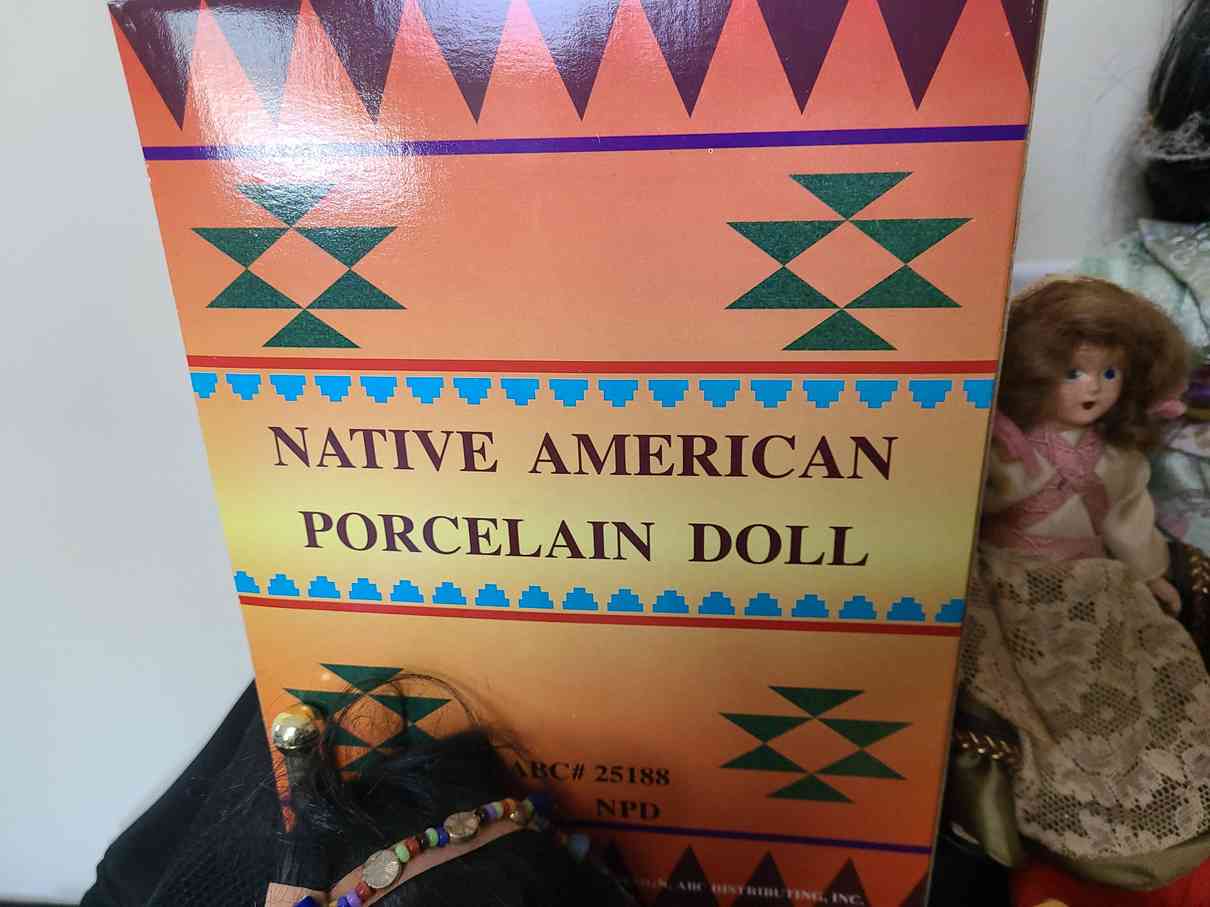 NATIVE AMERICAN
PORCELAIN DOLL
ABC# 25188
NPD
ABC DISTRIBUTING, INC.